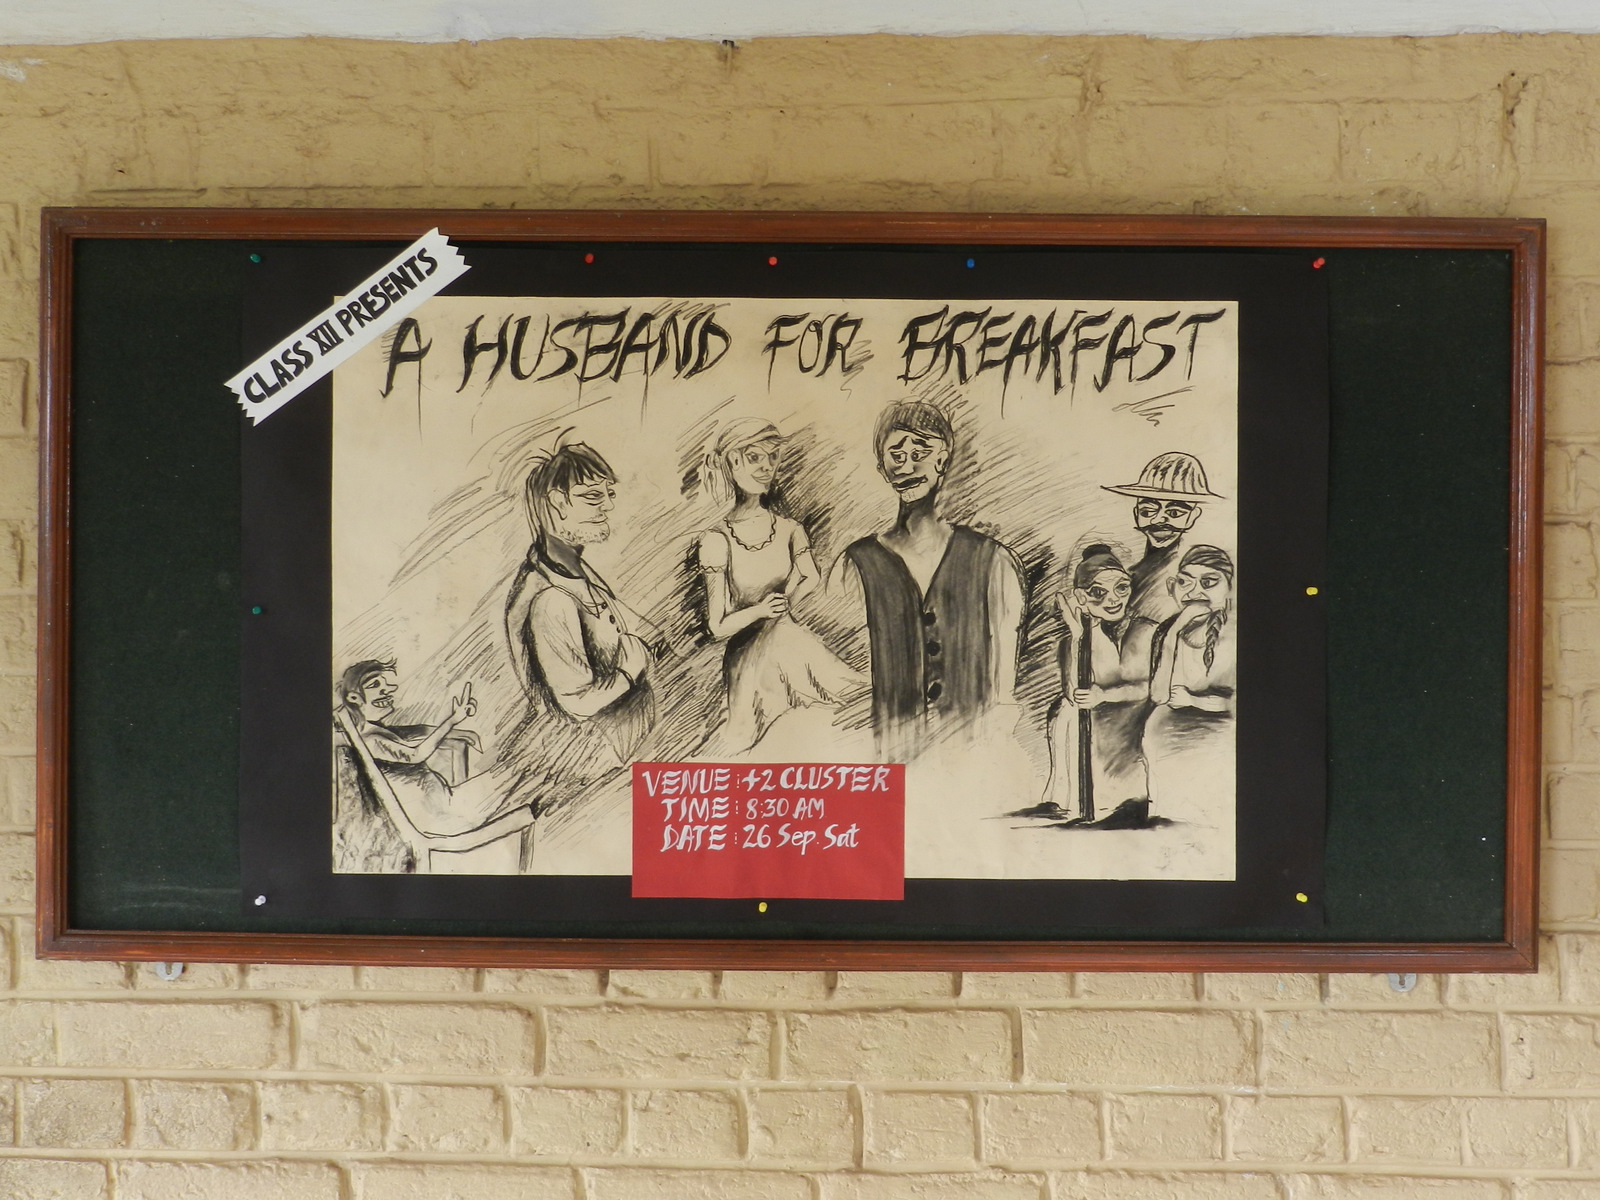 CLASS XII PRESENTS
A HUSBAND FOR BREAKFAST
VENUE : +2 CLUSTER
TIME : 8:30 AM
DATE : 26 Sep. Sat